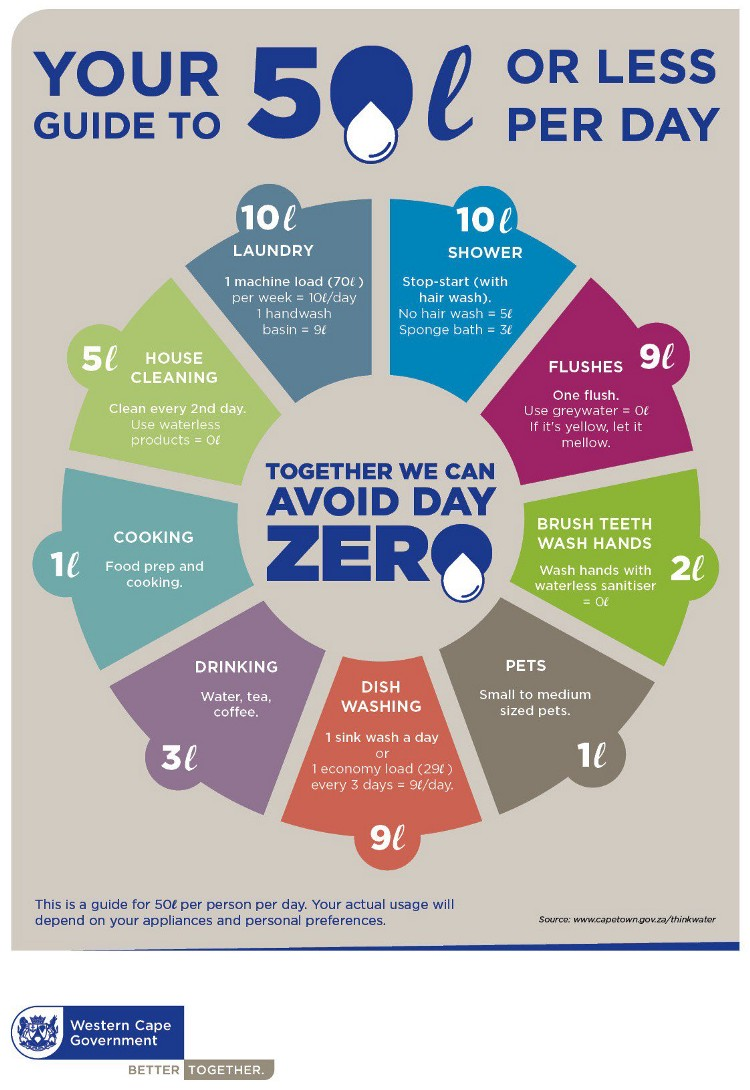 YOUR
GUIDE TO
50ℓ
OR LESS
PER DAY
10ℓ
LAUNDRY
1 machine load (70ℓ)
per week = 10ℓ/day
1 handwash
basin = 9ℓ
10ℓ
SHOWER
Stop-start (with
hair wash).
No hair wash = 5ℓ
Sponge bath = 3ℓ
9ℓ
FLUSHES
One flush.
Use greywater = 0ℓ
If it's yellow, let it
mellow.
2ℓ
BRUSH TEETH
WASH HANDS
Wash hands with
waterless sanitiser
= 0ℓ
PETS
Small to medium
sized pets.
1ℓ
DISH
WASHING
1 sink wash a day
or
1 economy load (29ℓ)
every 3 days = 9ℓ/day.
9ℓ
DRINKING
Water, tea,
coffee.
3ℓ
COOKING
Food prep and
cooking.
1ℓ
5ℓ
HOUSE
CLEANING
Clean every 2nd day.
Use waterless
products = 0ℓ
TOGETHER WE CAN
AVOID DAY
ZERO
This is a guide for 50ℓ per person per day. Your actual usage will
depend on your appliances and personal preferences.
Source: www.capetown.gov.za/thinkwater
Western Cape
Government
BETTER TOGETHER.